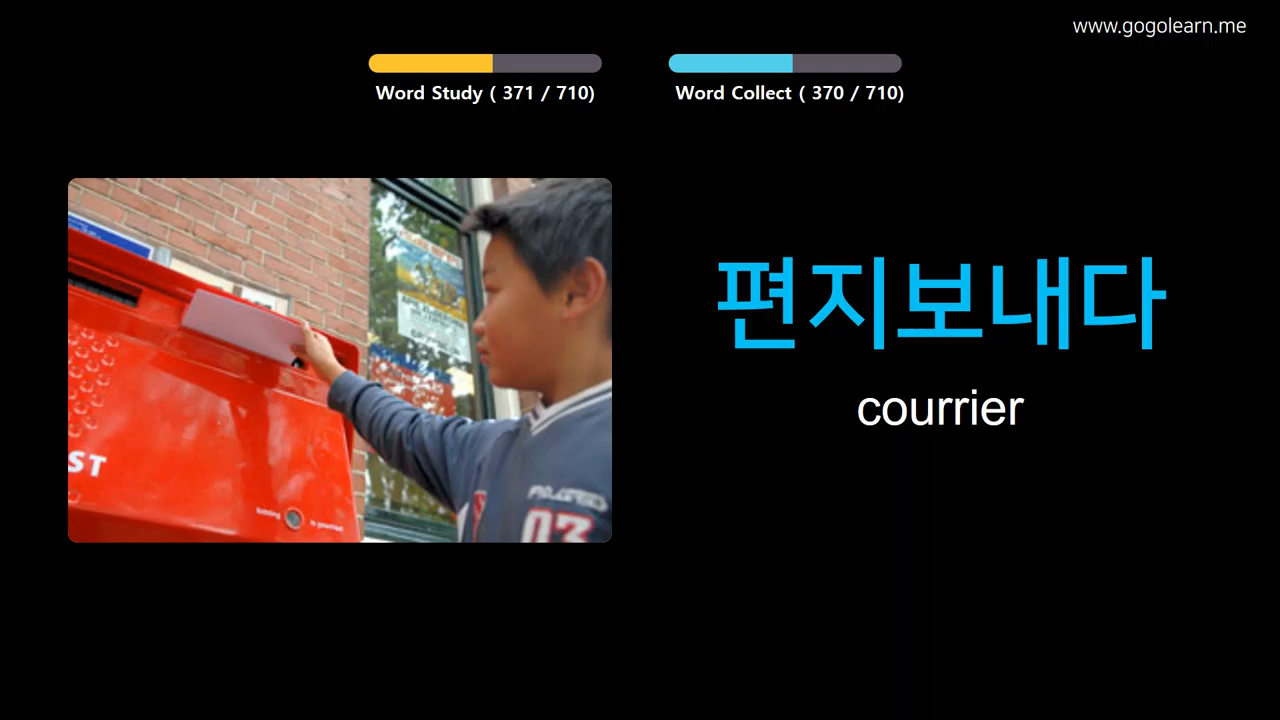 www.gogolearn.me
Word Study ( 371 / 710)
Word Collect ( 370 / 710)
편지보내다
courrier
ST
03